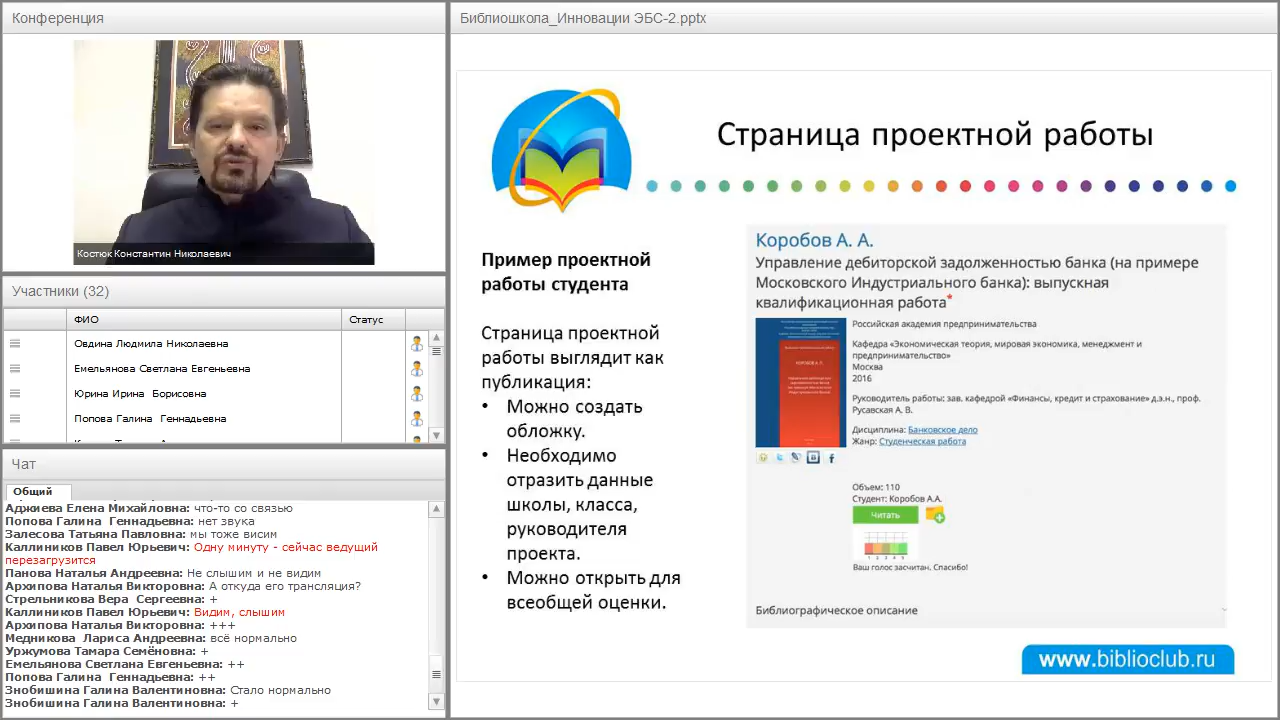 Конференция
Костюк Константин Николаевич
Участники (32)
ФИО
Статус
Окова Людмила Николаевна
Емельянова Светлана Евгеньевна
Юрзина Ирина Борисовна
Попова Галина Геннадьевна
Чат
Общий
Аджиева Елена Михайловна: что-то со связью
Попова Галина Геннадьевна: нет звука
Залесова Татьяна Павловна: мы тоже висим
Каллиников Павел Юрьевич: Одну минуту - сейчас ведущий
перезагрузится
Панова Наталья Андреевна: Не слышим и не видим
Архипова Наталья Викторовна: А откуда его трансляция?
Стрельникова Вера Сергеевна: +
Каллиников Павел Юрьевич: Видим, слышим
Архипова Наталья Викторовна: +++
Медникова Лариса Андреевна: всё нормально
Уржумова Тамара Семёновна: +
Емельянова Светлана Евгеньевна: ++
Попова Галина Геннадьевна: ++
Знобишина Галина Валентиновна: Стало нормально
Знобишина Галина Валентиновна: +
Библиошкола_Инновации ЭБС-2.pptx
Страница проектной работы
Пример проектной
работы студента
Страница проектной
работы выглядит как
публикация:
• Можно создать
обложку.
• Необходимо
отразить данные
школы, класса,
руководителя
проекта.
• Можно открыть для
всеобщей оценки.
Коробов А. А.
Управление дебиторской задолженностью банка (на примере
Московского Индустриального банка): выпускная
квалификационная работа*
Российская академия предпринимательства
Кафедра «Экономическая теория, мировая экономика, менеджмент и
предпринимательство»
Москва
2016
Руководитель работы: зав. кафедрой «Финансы, кредит и страхование» д.э.н., проф.
Русавская А. В.
Дисциплина: Банковское дело
Жанр: Студенческая работа
Объем: 110
Студент: Коробов А.А.
Читать
1 2 3 4 5
Ваш голос засчитан. Спасибо!
Библиографическое описание
www.biblioclub.ru